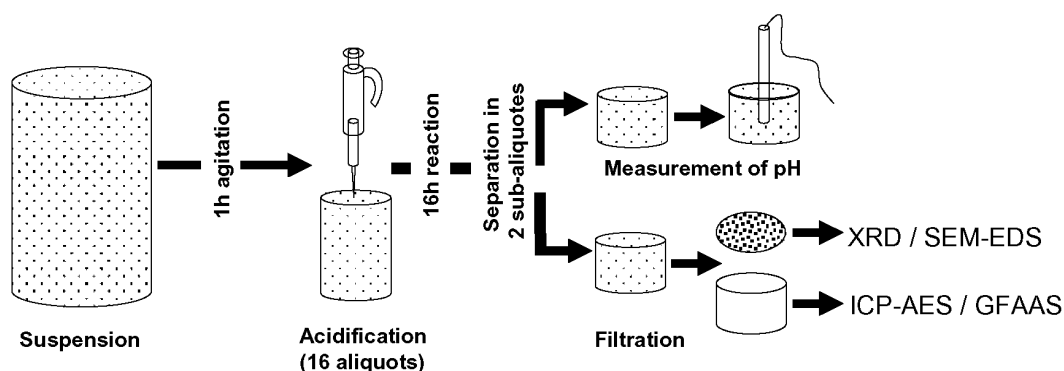 Suspension
1h agitation
Acidification
(16 aliquots)
16h reaction
Separation in
2 sub-aliquotes
Measurement of pH
Filtration
XRD / SEM-EDS
ICP-AES / GFAAS